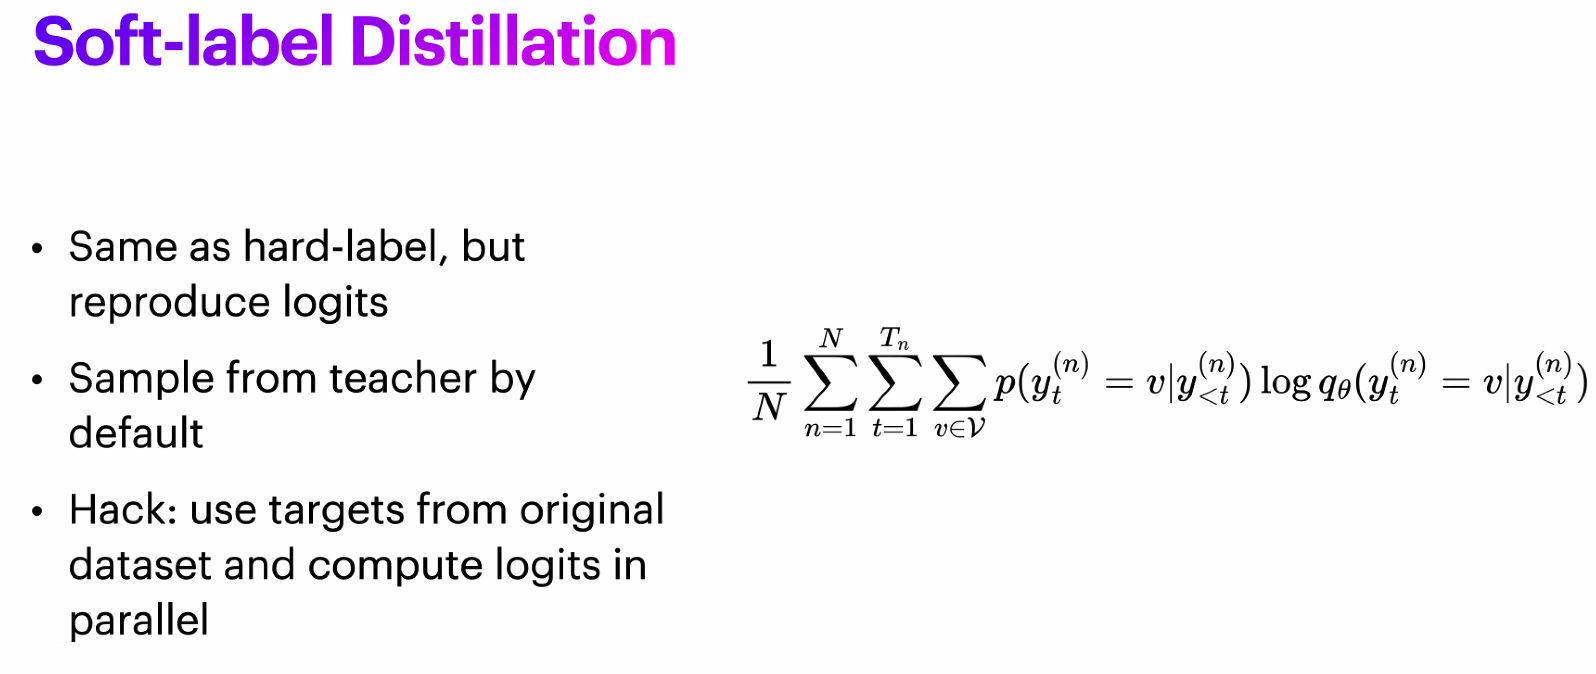 Soft-label Distillation
• Same as hard-label, but
reproduce logits
• Sample from teacher by
default
• Hack: use targets from original
dataset and compute logits in
parallel
\frac{1}{N} \sum_{n=1}^{N} \sum_{t=1}^{T_n} \sum_{v \in \mathcal{V}} p(y_t^{(n)} = v | y_{<t}^{(n)}) \log q_\theta(y_t^{(n)} = v | y_{<t}^{(n)})